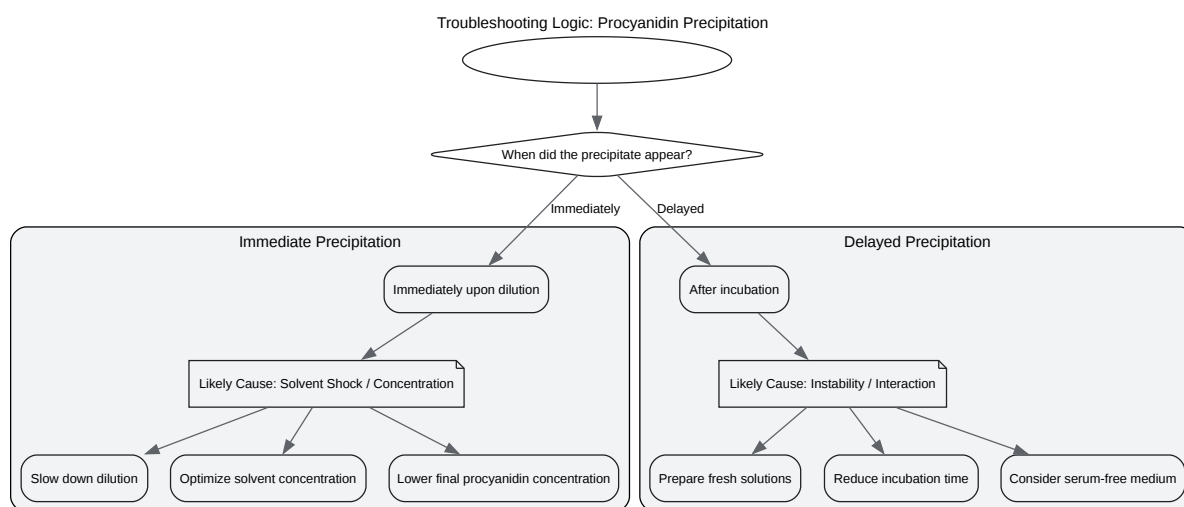 Troubleshooting Logic: Procyanidin Precipitation
When did the precipitate appear?
Immediately
Delayed
Immediate Precipitation
Delayed Precipitation
Immediately upon dilution
After incubation
Likely Cause: Solvent Shock / Concentration
Likely Cause: Instability / Interaction
Slow down dilution
Optimize solvent concentration
Lower final procyanidin concentration
Prepare fresh solutions
Reduce incubation time
Consider serum-free medium